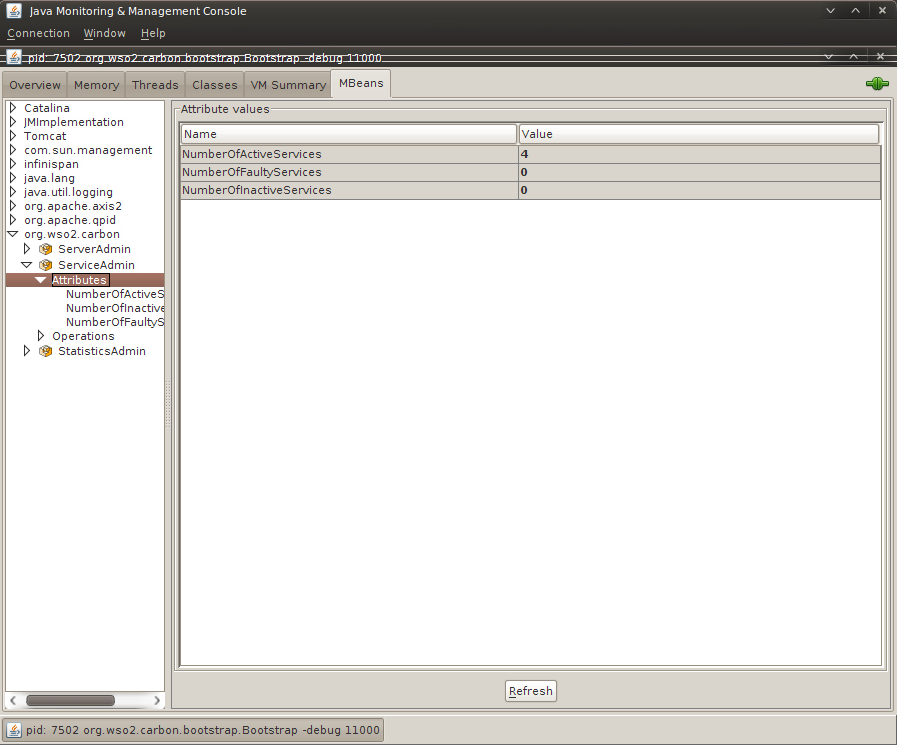 Java Monitoring & Management Console
Connection Window Help
pid: 7502 org.wso2.carbon.bootstrap.Bootstrap -debug 11000
Overview Memory Threads Classes VM Summary MBeans
Catalina
JMImplementation
Tomcat
com.sun.management
infinispan
java.lang
java.util.logging
org.apache.axis2
org.apache.qpid
org.wso2.carbon
ServerAdmin
ServiceAdmin
Attributes
NumberOfActiveS
NumberOfInactive
NumberOfFaultyS
Operations
StatisticsAdmin
Attribute values
Name Value
NumberOfActiveServices 4
NumberOfFaultyServices 0
NumberOfInactiveServices 0
Refresh
pid: 7502 org.wso2.carbon.bootstrap.Bootstrap -debug 11000